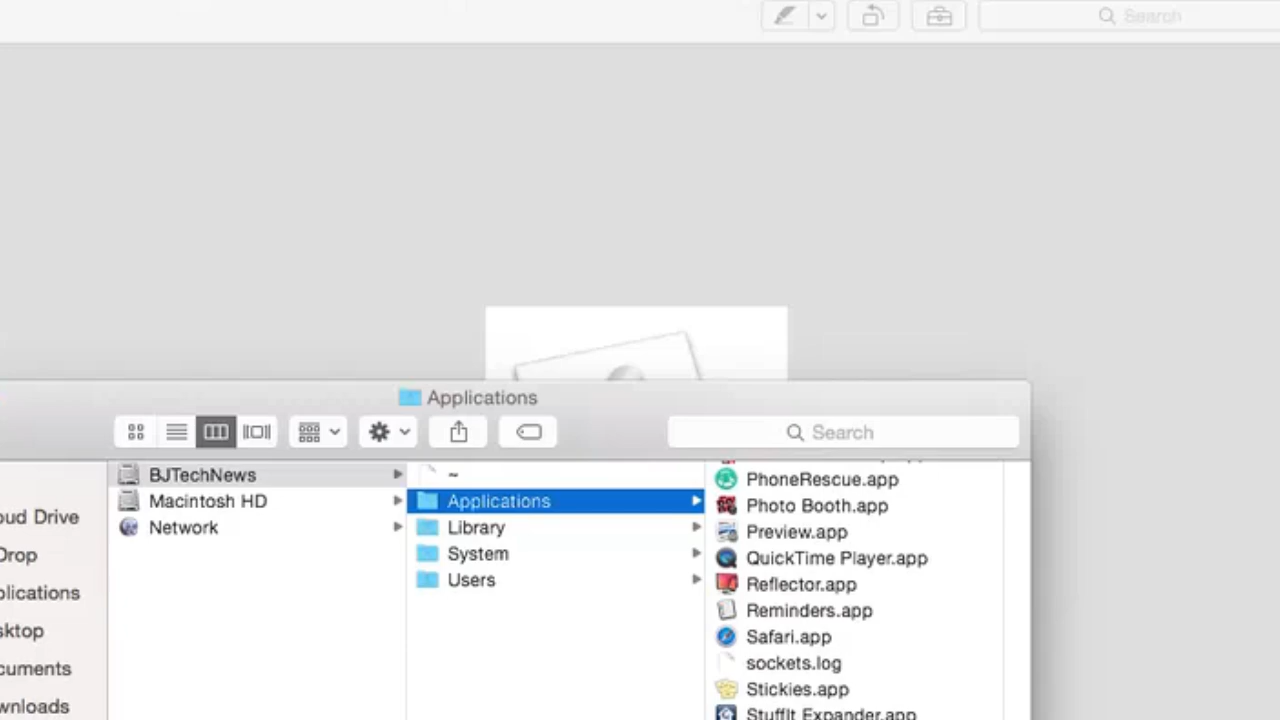 Search
Applications
Search
BJTechNews
Macintosh HD
Network
~
Applications
Library
System
Users
PhoneRescue.app
Photo Booth.app
Preview.app
QuickTime Player.app
Reflector.app
Reminders.app
Safari.app
sockets.log
Stickies.app
StuffIt Expander.app
oud Drive
Drop
plications
sktop
cuments
wnloads